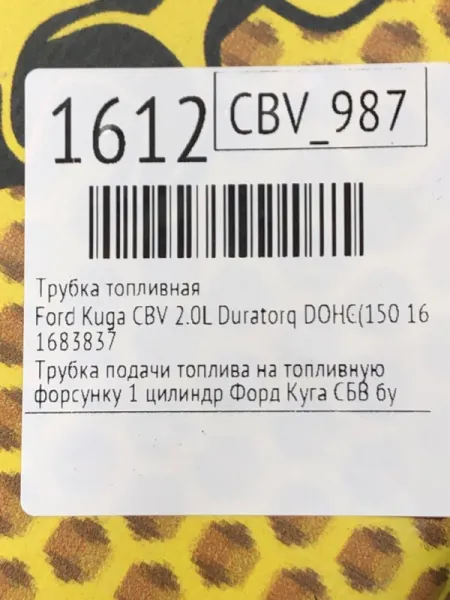 1612
CBV_987
Трубка топливная
Ford Kuga CBV 2.0L Duratorq DOHC(150 16
1683837
Трубка подачи топлива на топливную
форсунку 1 цилиндр Форд Куга СБВ бу